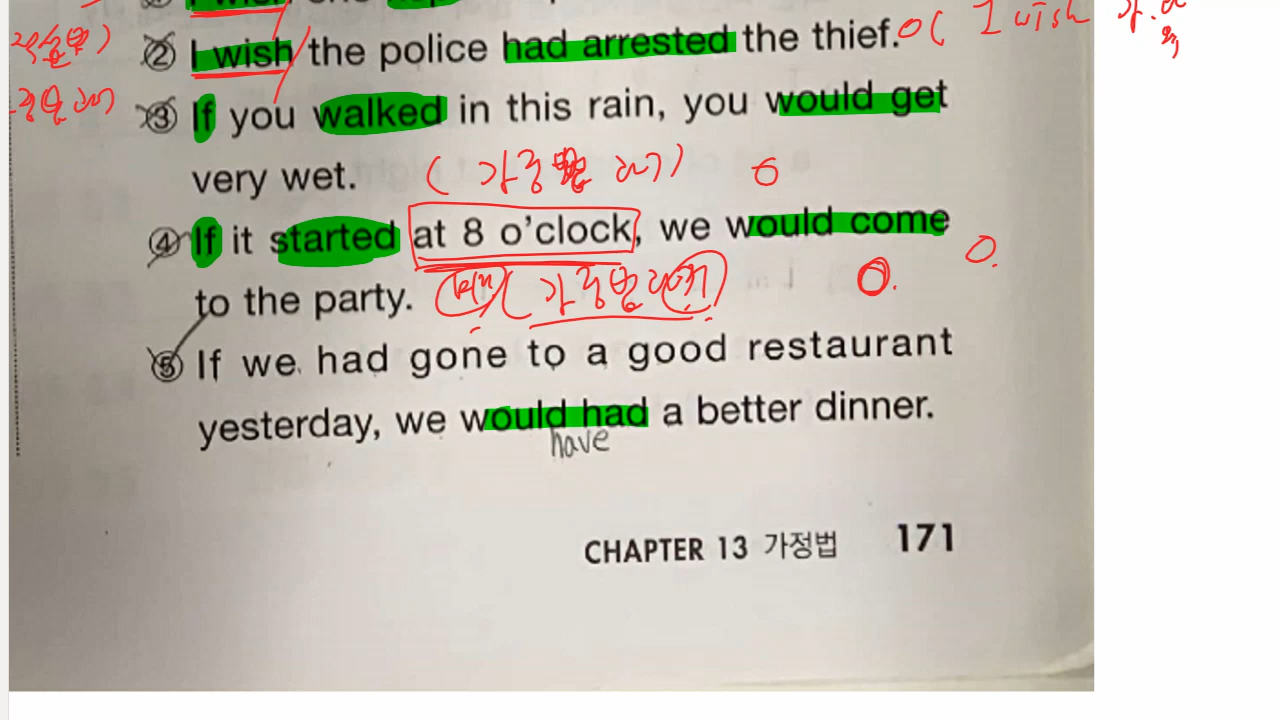 ② I wish the police had arrested the thief. O( I wish
③ If you walked in this rain, you would get
very wet. (가정법 과거) O
④ If it started at 8 o'clock, we would come
to the party. (가정법 과거) O.
O.
⑤ If we had gone to a good restaurant
yesterday, we would had a better dinner.
have
CHAPTER 13 가정법 171